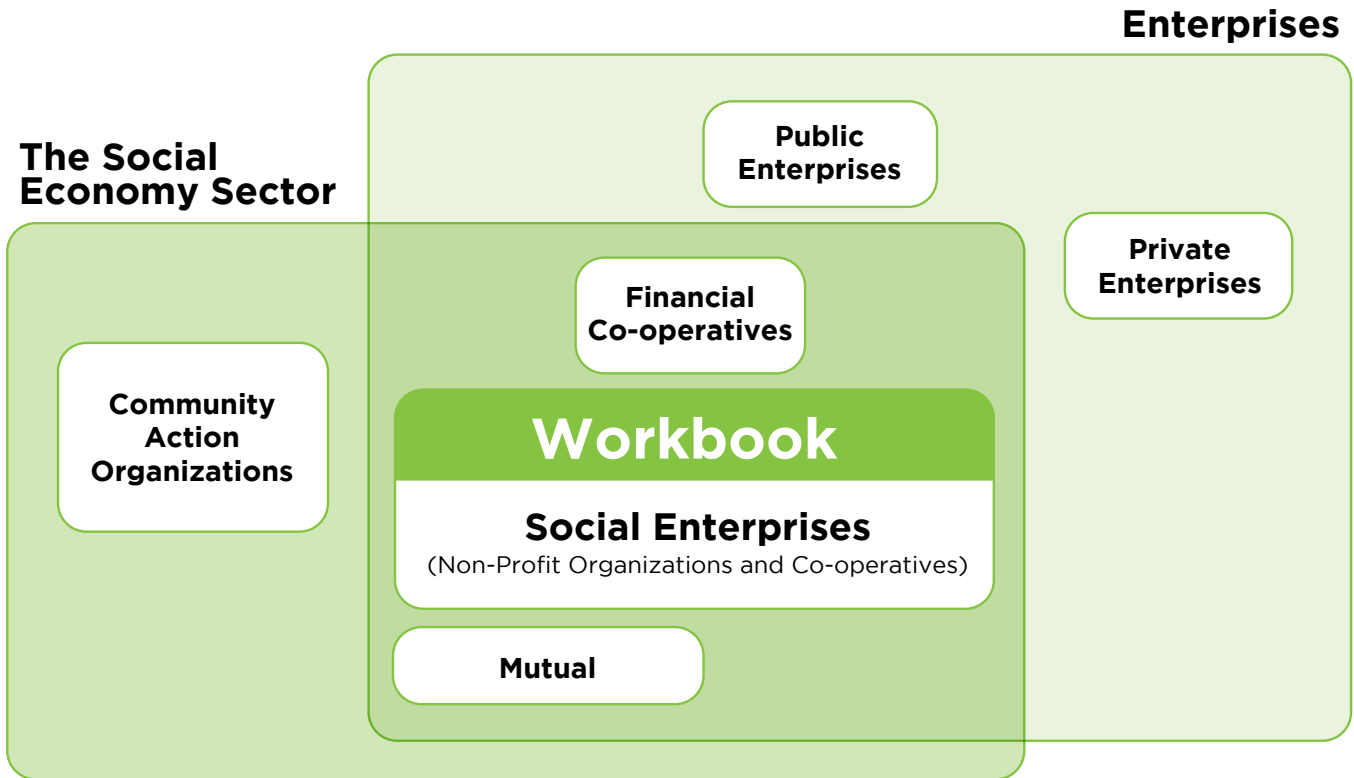 Enterprises
The Social
Economy Sector
Public
Enterprises
Private
Enterprises
Financial
Co-operatives
Community
Action
Organizations
Workbook
Social Enterprises
(Non-Profit Organizations and Co-operatives)
Mutual